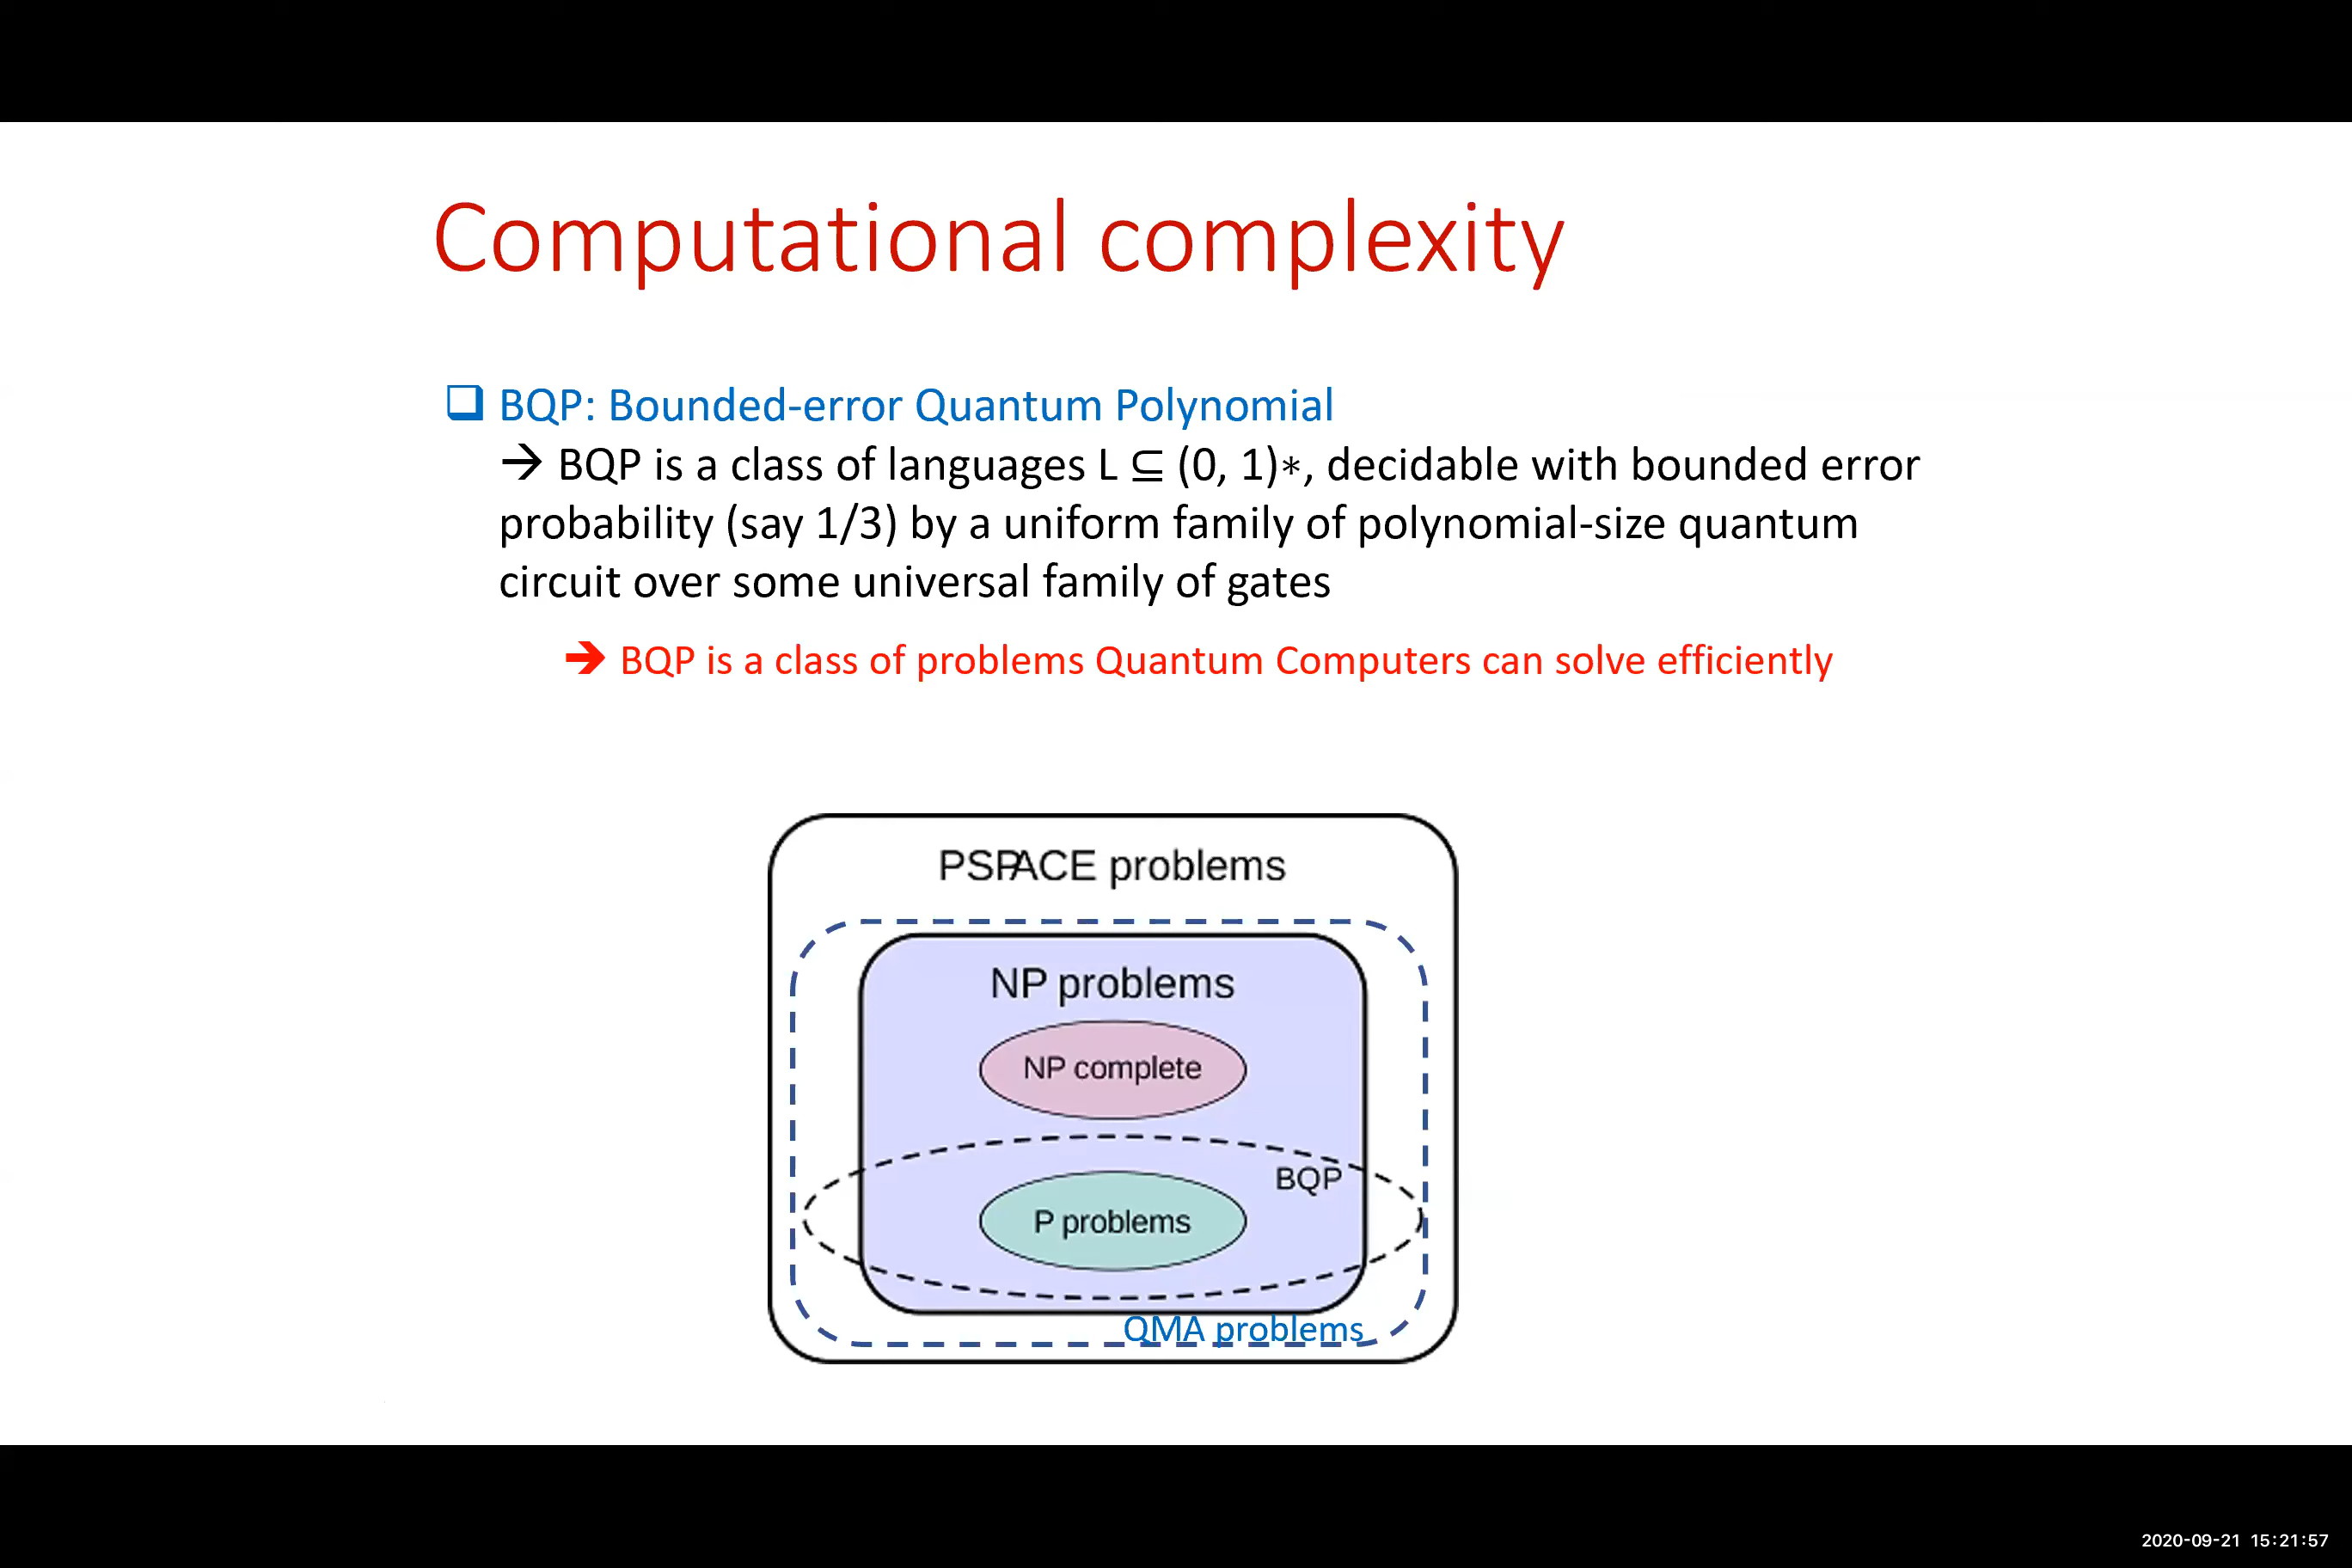 Computational complexity
❑ BQP: Bounded-error Quantum Polynomial
→ BQP is a class of languages L ⊆ (0, 1)∗, decidable with bounded error
probability (say 1/3) by a uniform family of polynomial-size quantum
circuit over some universal family of gates
➔ BQP is a class of problems Quantum Computers can solve efficiently
PSPACE problems
NP problems
NP complete
BQP
P problems
QMA problems
2020-09-21 15:21:57